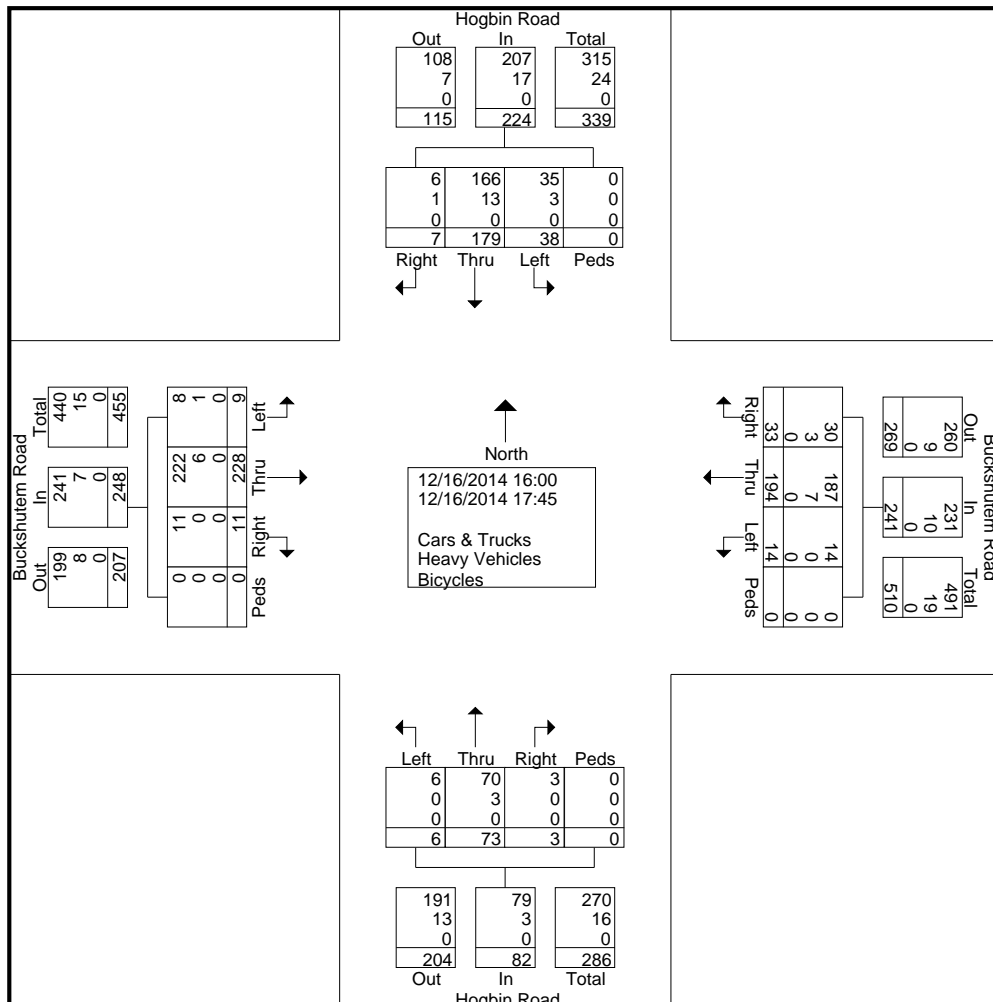 Hogbin Road
Out In Total
108 207 315
7 17 24
0 0 0
115 224 339
6 166 35 0
1 13 3 0
0 0 0 0
7 179 38 0
Right Thru Left Peds
Buckshutem Road
Total In Out
440 241 199
15 7 8
0 0 0
455 248 207
8 222 11 0
1 6 0 0
0 0 0 0
9 228 11 0
Left Thru Right Peds
North
12/16/2014 16:00
12/16/2014 17:45
Cars & Trucks
Heavy Vehicles
Bicycles
Right Thru Left Peds
30 187 14 0
3 7 0 0
0 0 0 0
33 194 14 0
Buckshutem Road
Out In Total
260 231 491
9 10 19
0 0 0
269 241 510
Left Thru Right Peds
6 70 3 0
0 3 0 0
0 0 0 0
6 73 3 0
191 79 270
13 3 16
0 0 0
204 82 286
Out In Total
Hogbin Road